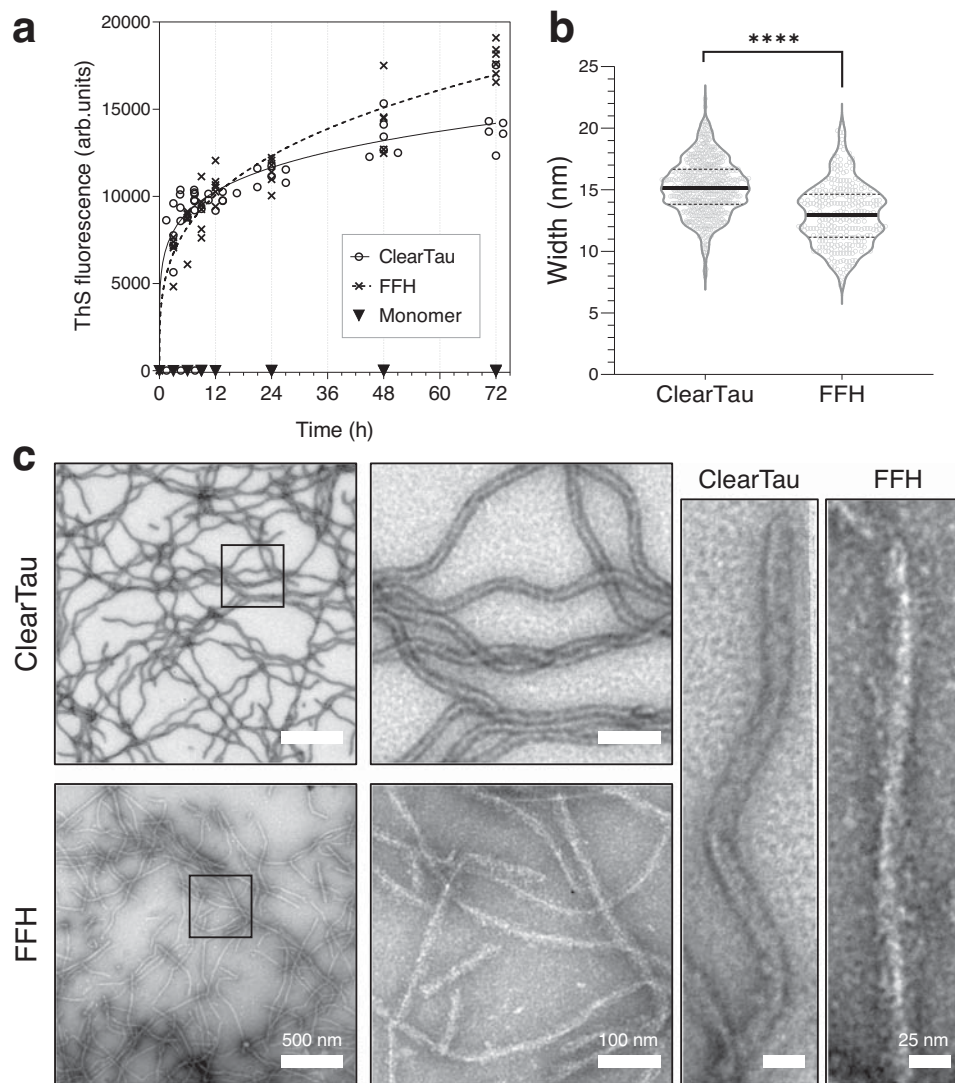 a
ThS fluorescence (arb.units)
20000
15000
10000
5000
0
0 12 24 36 48 60 72
Time (h)
ClearTau
FFH
Monomer
b
****
Width (nm)
25
20
15
10
5
0
ClearTau FFH
c
ClearTau
FFH
ClearTau FFH
500 nm
100 nm
25 nm